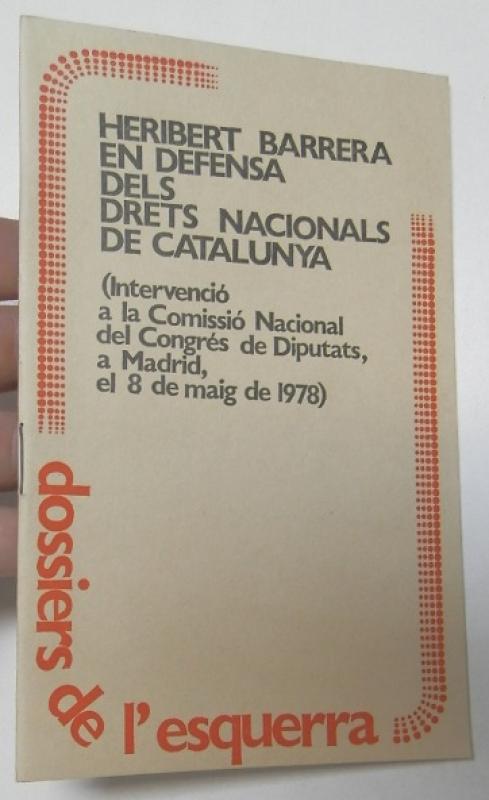 HERIBERT BARRERA
EN DEFENSA
DELS
DRETS NACIONALS
DE CATALUNYA
(Intervenció
a la Comissió Nacional
del Congrés de Diputats,
a Madrid,
el 8 de maig de 1978)
dossiers de l'esquerra